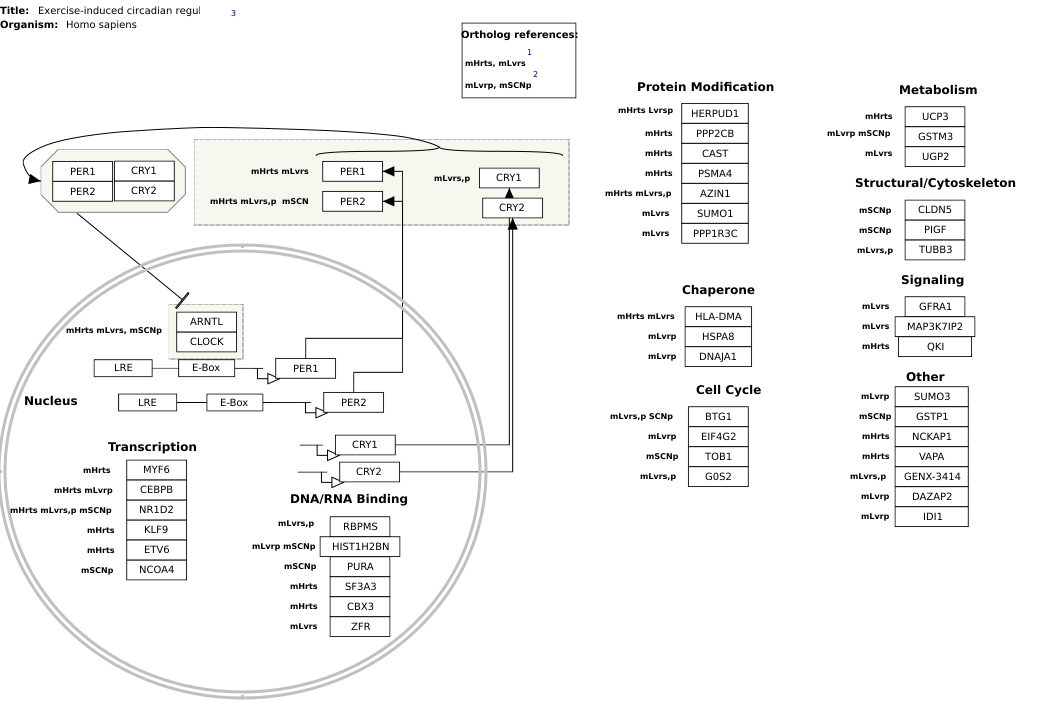 Title: Exercise-induced circadian regul
3
Organism: Homo sapiens
Ortholog references:
1
mHrts, mLvrs
2
mLvrp, mSCNp
PER1 CRY1
PER2 CRY2
mHrts mLvrs PER1
mHrts mLvrs,p mSCN PER2
mLvrs,p CRY1
CRY2
mHrts mLvrs, mSCNp
ARNTL
CLOCK
LRE E-Box PER1
Nucleus
LRE E-Box PER2
CRY1
CRY2
Transcription
mHrts MYF6
mHrts mLvrp CEBPB
mHrts mLvrs,p mSCNp NR1D2
mHrts KLF9
mHrts ETV6
mSCNp NCOA4
DNA/RNA Binding
mLvrs,p RBPMS
mLvrp mSCNp HIST1H2BN
mSCNp PURA
mHrts SF3A3
mHrts CBX3
mLvrs ZFR
Protein Modification
mHrts Lvrsp HERPUD1
mHrts PPP2CB
mHrts CAST
mHrts PSMA4
mHrts mLvrs,p AZIN1
mLvrs SUMO1
mLvrs PPP1R3C
Chaperone
mHrts mLvrs HLA-DMA
mLvrp HSPA8
mLvrp DNAJA1
Cell Cycle
mLvrs,p SCNp BTG1
mLvrp EIF4G2
mSCNp TOB1
mLvrs,p G0S2
Metabolism
mHrts UCP3
mLvrp mSCNp GSTM3
mLvrs UGP2
Structural/Cytoskeleton
mSCNp CLDN5
mSCNp PIGF
mLvrs,p TUBB3
Signaling
mLvrs GFRA1
mLvrs MAP3K7IP2
mHrts QKI
Other
mLvrp SUMO3
mSCNp GSTP1
mHrts NCKAP1
mHrts VAPA
mLvrs,p GENX-3414
mLvrp DAZAP2
mLvrp IDI1